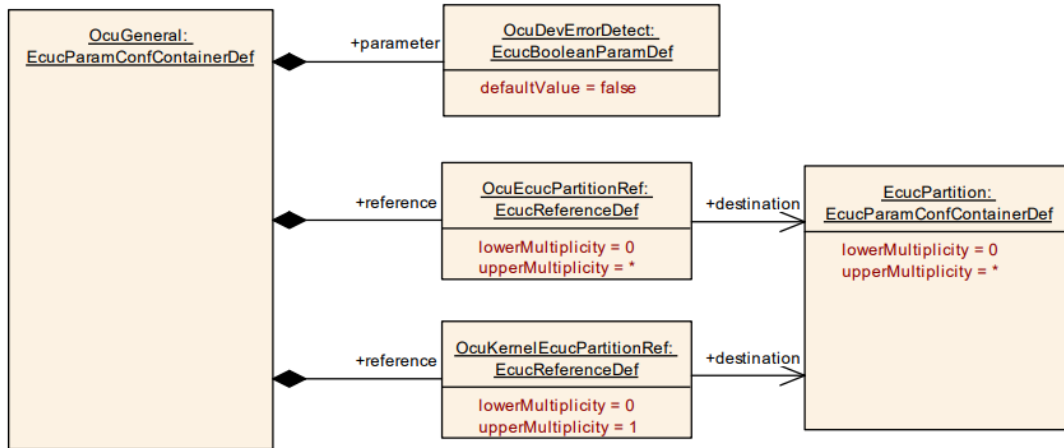 OcuGeneral:
EcucParamConfContainerDef
+parameter
OcuDevErrorDetect:
EcucBooleanParamDef
defaultValue = false
+reference
OcuEcucPartitionRef:
EcucReferenceDef
lowerMultiplicity = 0
upperMultiplicity = *
+destination
EcucPartition:
EcucParamConfContainerDef
lowerMultiplicity = 0
upperMultiplicity = *
+reference
OcuKernelEcucPartitionRef:
EcucReferenceDef
lowerMultiplicity = 0
upperMultiplicity = 1
+destination